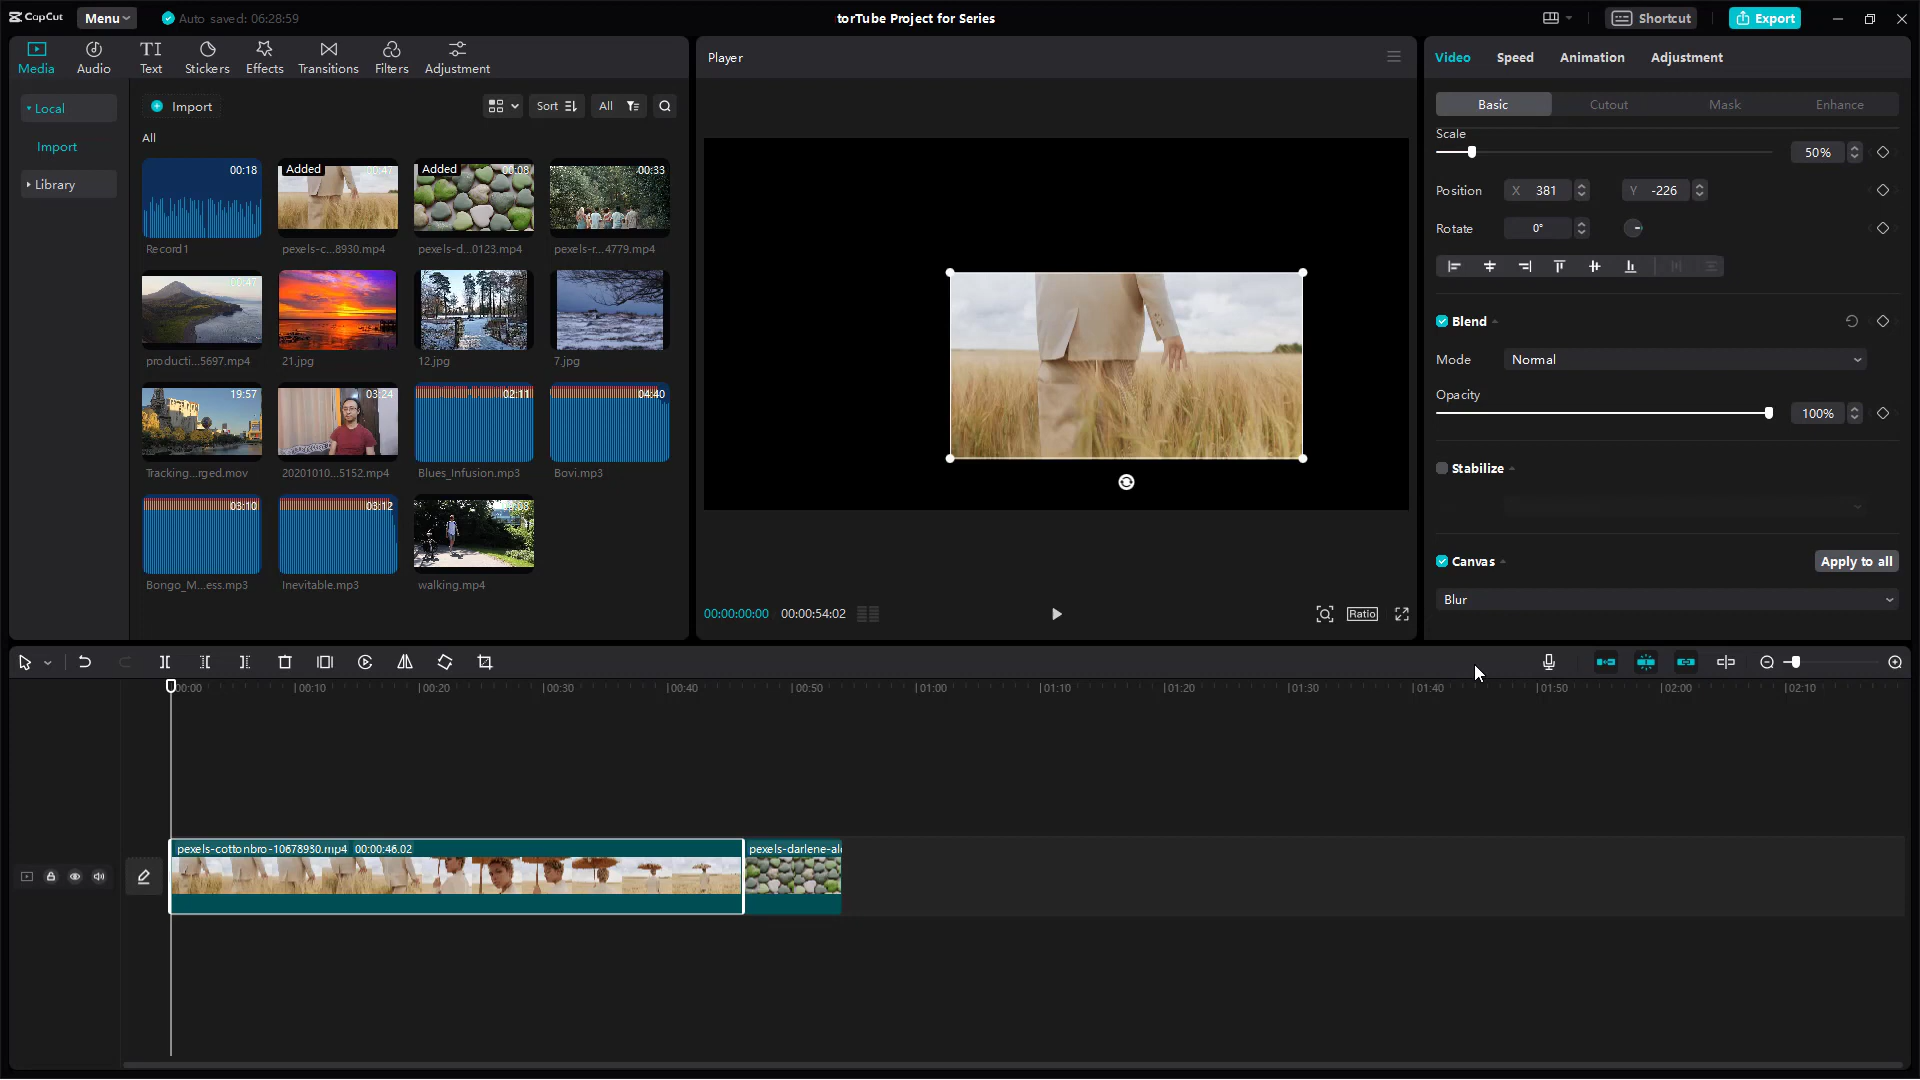 CapCut
Menu
Auto saved: 06:28:59
torTube Project for Series
Shortcut
Export
Media
Audio
TI
Text
Stickers
Effects
Transitions
Filters
Adjustment
Player
Video
Speed
Animation
Adjustment
Local
Import
Library
Import
Sort
All
All
00:18
Record1
Added
00:47
pexels-c...8930.mp4
Added
00:08
pexels-d...0123.mp4
00:33
pexels-r...4779.mp4
00:47
producti...5697.mp4
21.jpg
12.jpg
7.jpg
19:57
Tracking...rged.mov
03:24
20201010...5152.mp4
02:11
Blues_Infusion.mp3
04:40
Bovi.mp3
03:10
Bongo_M...ess.mp3
03:12
Inevitable.mp3
walking.mp4
00:00:00:00
00:00:54:02
Ratio
Basic
Cutout
Mask
Enhance
Scale
50%
Position
X 381
Y -226
Rotate
0°
Blend
Mode
Normal
Opacity
100%
Stabilize
Canvas
Apply to all
Blur
00:00
00:10
00:20
00:30
00:40
00:50
01:00
01:10
01:20
01:30
01:40
01:50
02:00
02:10
pexels-cottonbro-10678930.mp4 00:00:46.02
pexels-darlene-al